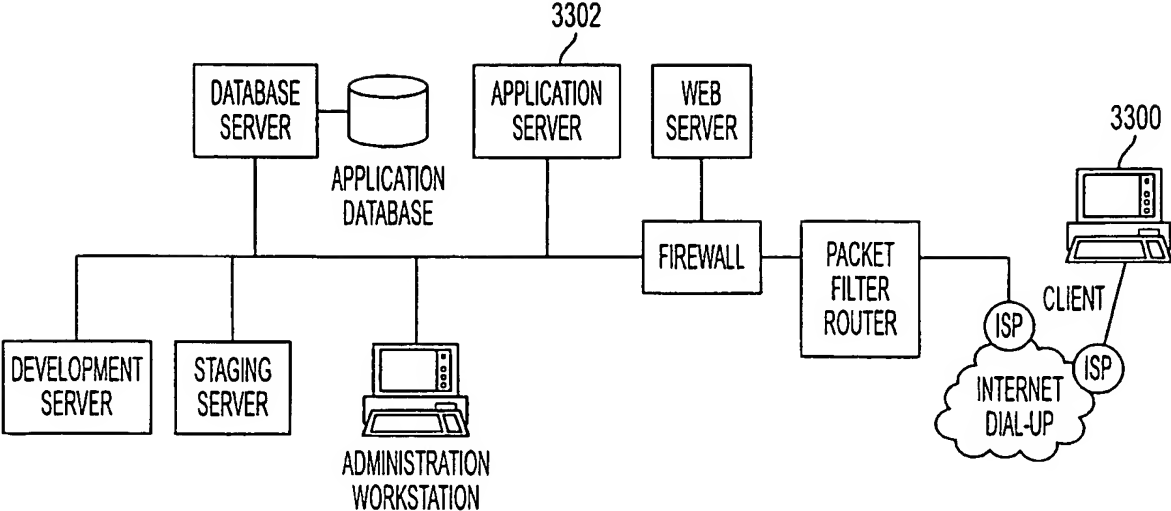 3302
DATABASE
SERVER
APPLICATION
DATABASE
APPLICATION
SERVER
WEB
SERVER
3300
FIREWALL
PACKET
FILTER
ROUTER
CLIENT
ISP
ISP
INTERNET
DIAL-UP
DEVELOPMENT
SERVER
STAGING
SERVER
ADMINISTRATION
WORKSTATION